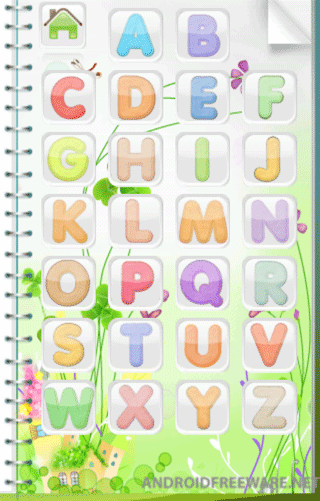 A B
C D E F
G H I J
K L M N
O P Q R
S T U V
W X Y Z
ANDROIDFREEWARE.NET